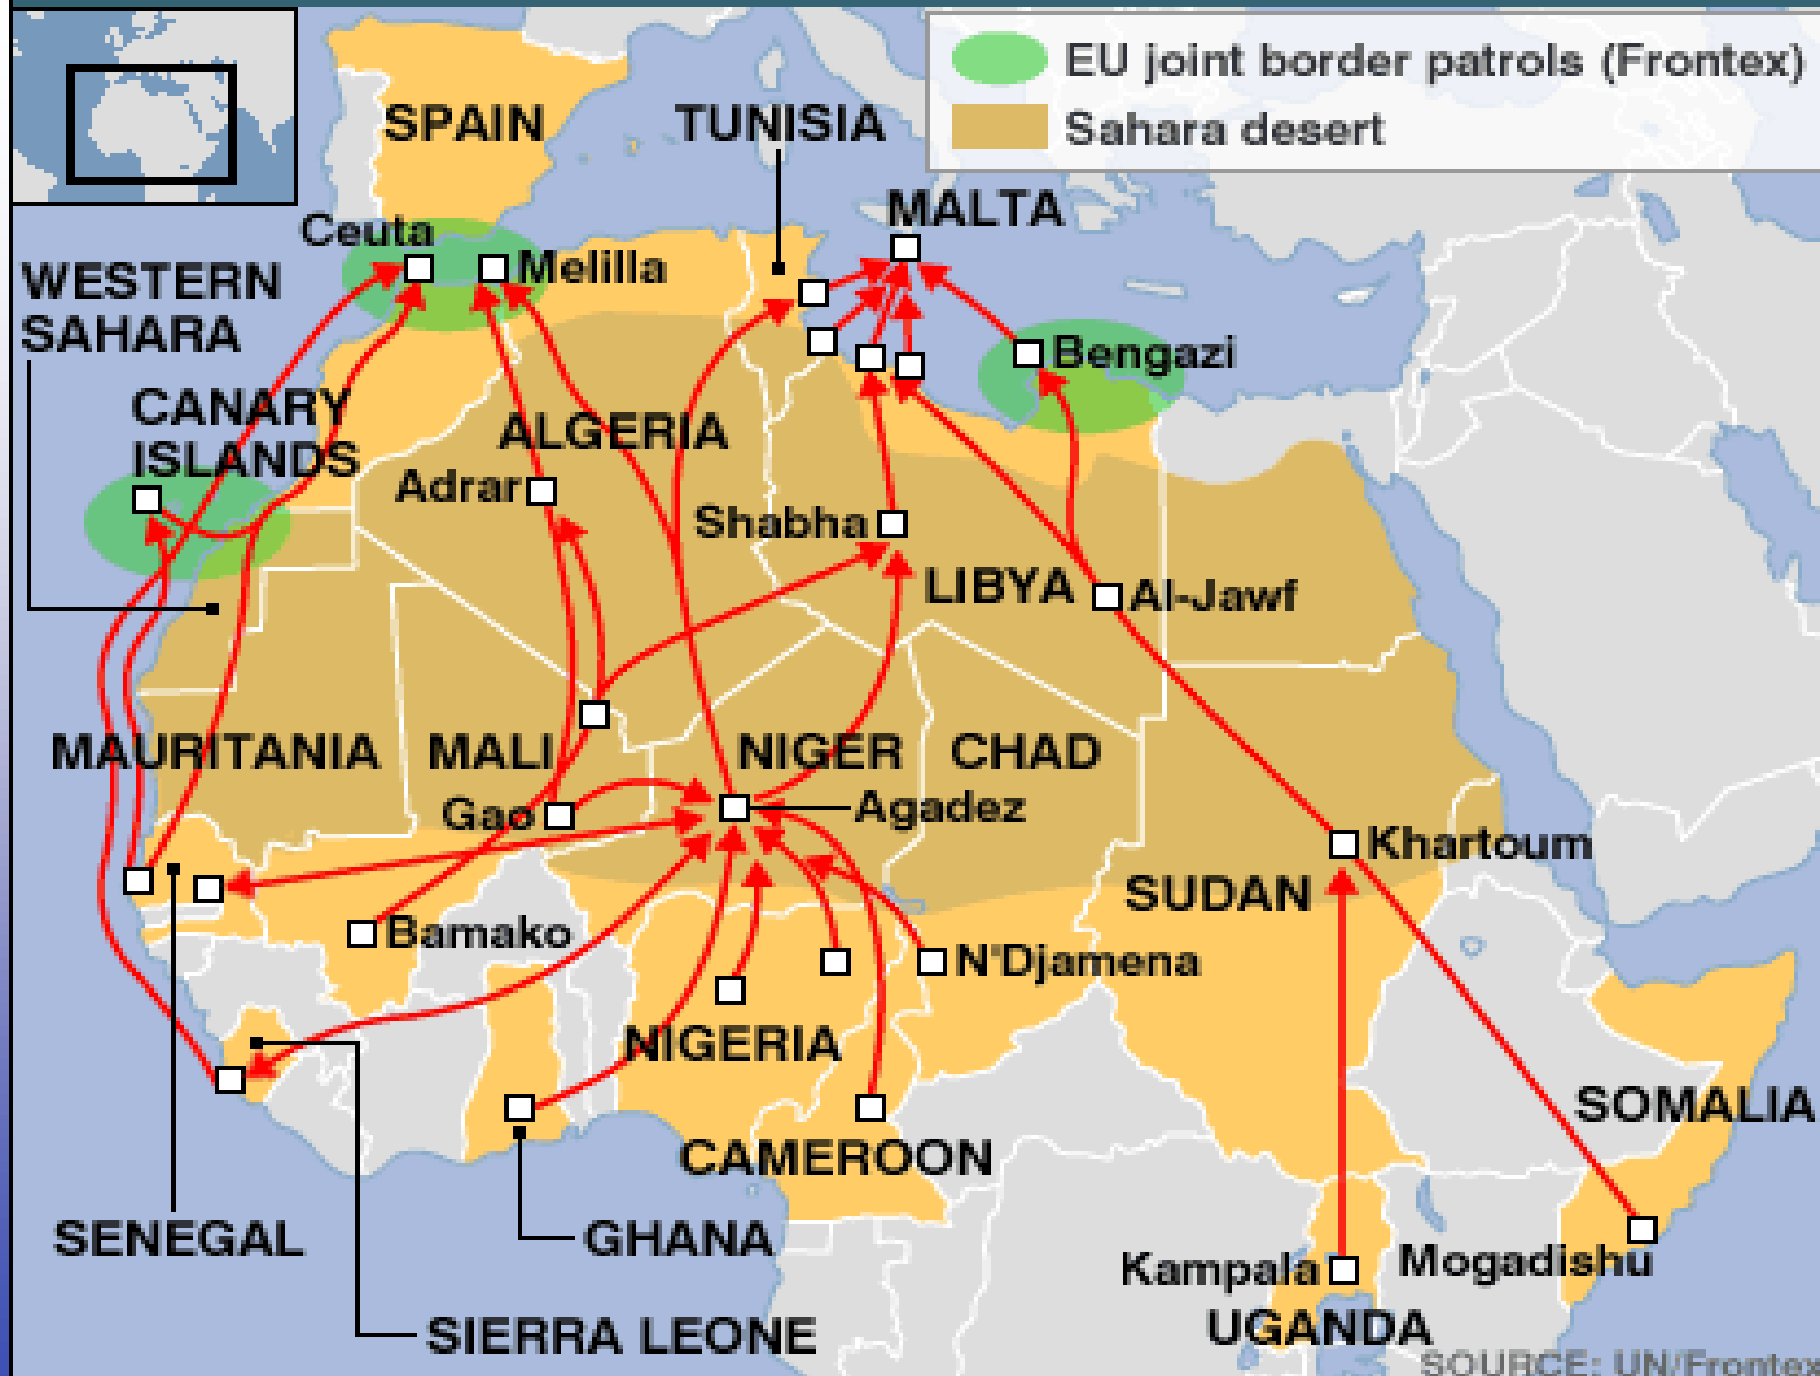 EU joint border patrols (Frontex)
Sahara desert
SPAIN
TUNISIA
MALTA
Ceuta
Melilla
WESTERN
SAHARA
Bengazi
CANARY
ISLANDS
ALGERIA
Adrar
Shabha
LIBYA
Al-Jawf
MAURITANIA
MALI
NIGER
CHAD
Gao
Agadez
Khartoum
SUDAN
Bamako
N'Djamena
NIGERIA
SOMALIA
CAMEROON
SENEGAL
GHANA
Kampala
Mogadishu
SIERRA LEONE
UGANDA
SOURCE: UN/Frontex